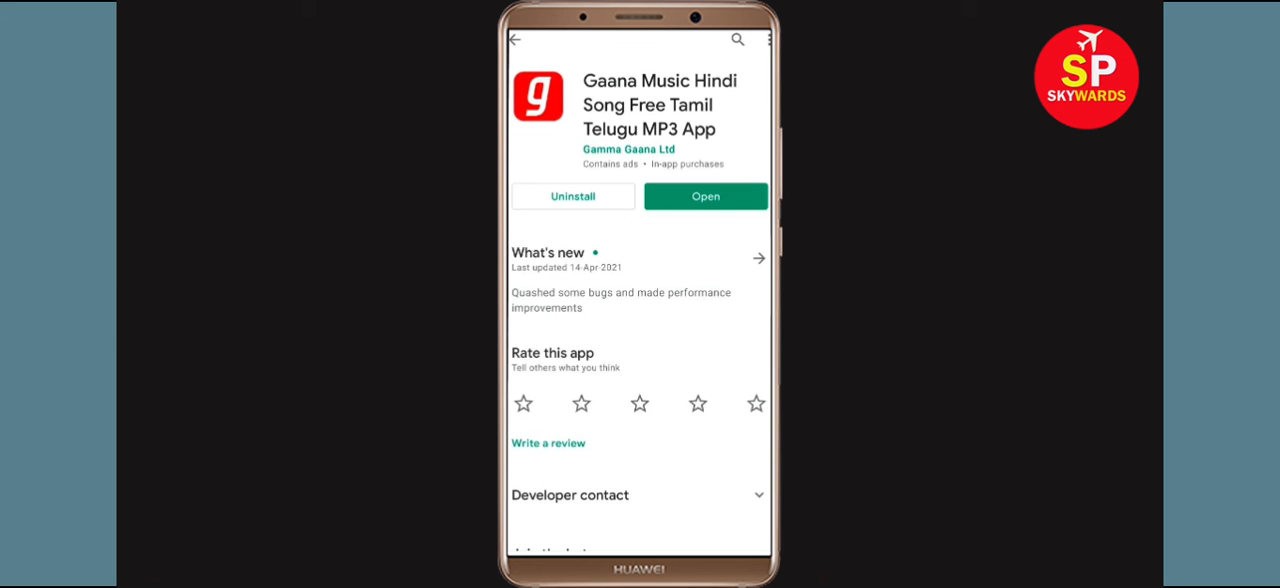 Gaana Music Hindi
Song Free Tamil
Telugu MP3 App
Gamma Gaana Ltd
Contains ads • In-app purchases
Uninstall
Open
What's new •
Last updated 14-Apr-2021
Quashed some bugs and made performance
improvements
Rate this app
Tell others what you think
Write a review
Developer contact
HUAWEI
g
SP
SKYWARDS